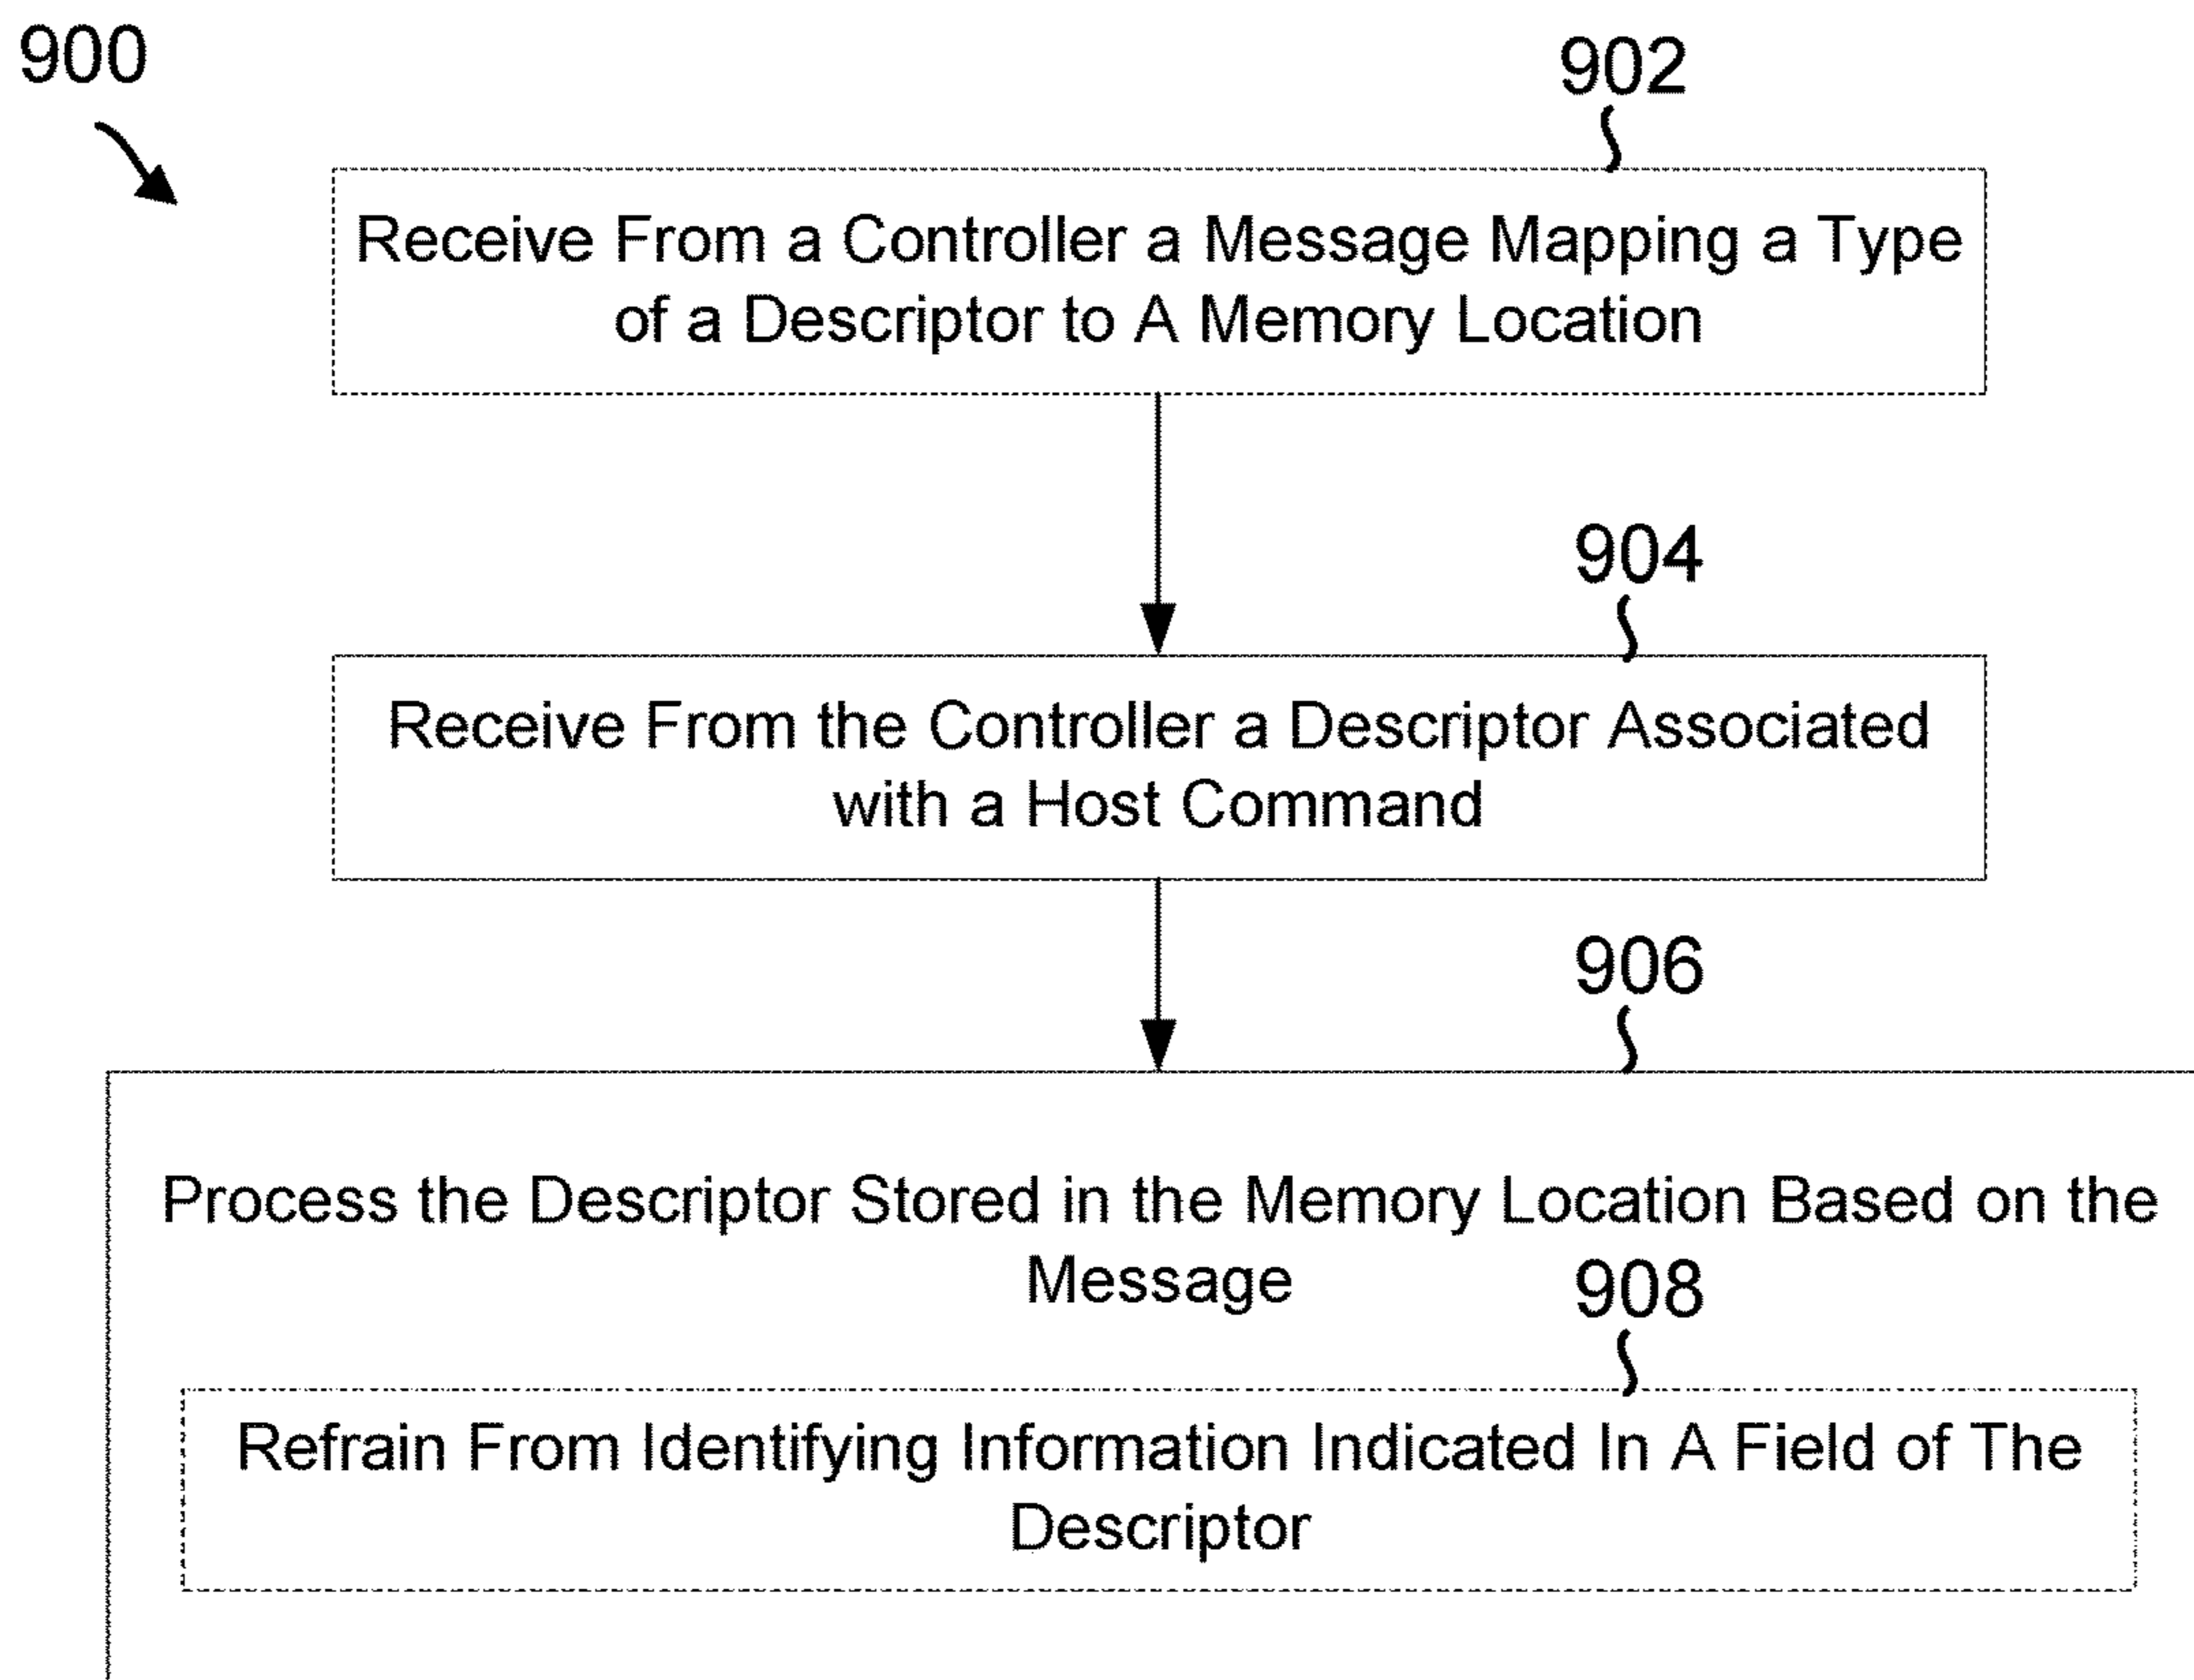 900
902
Receive From a Controller a Message Mapping a Type
of a Descriptor to A Memory Location
904
Receive From the Controller a Descriptor Associated
with a Host Command
906
Process the Descriptor Stored in the Memory Location Based on the
Message
908
Refrain From Identifying Information Indicated In A Field of The
Descriptor